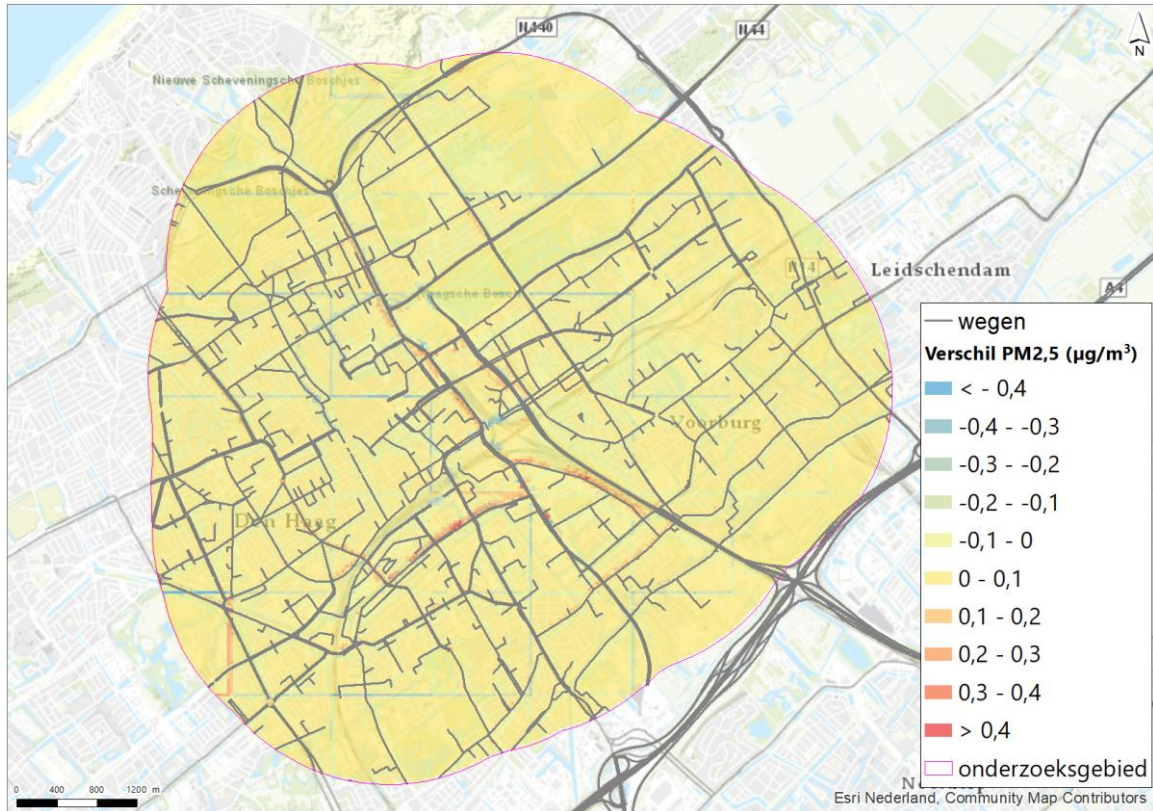 N440
N44
N
Nieuwe Scheveningsche Boschjes
Scheveningsche Boschjes
N14
Leidschendam
Haagsche Bosch
A4
Voorburg
Den Haag
wegen
Verschil PM2,5 (µg/m³)
< - 0,4
-0,4 - -0,3
-0,3 - -0,2
-0,2 - -0,1
-0,1 - 0
0 - 0,1
0,1 - 0,2
0,2 - 0,3
0,3 - 0,4
> 0,4
onderzoeksgebied
0 400 800 1200 m
Esri Nederland, Community Map Contributors